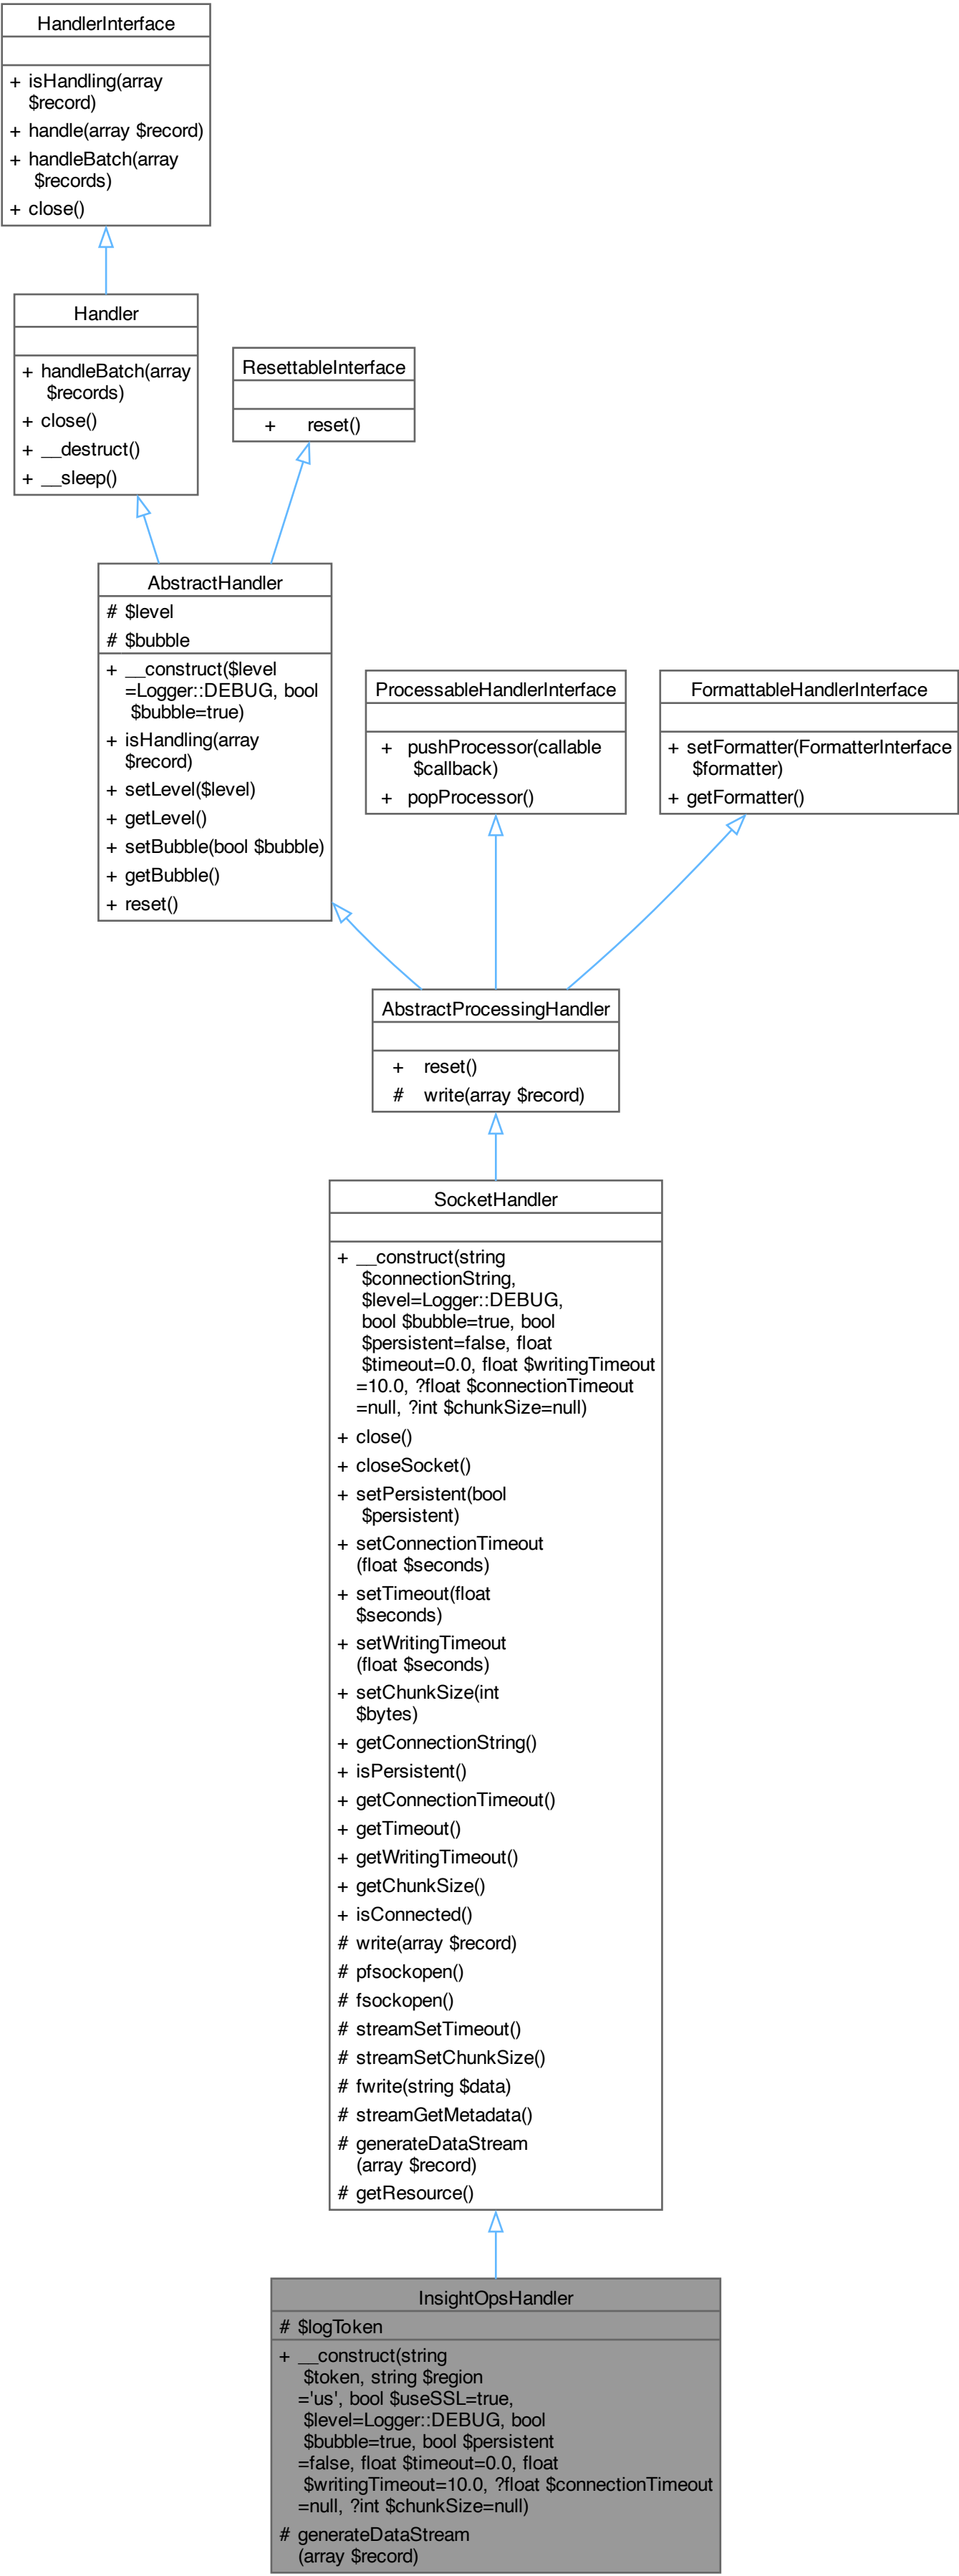 HandlerInterface
+ isHandling(array
$record)
+ handle(array $record)
+ handleBatch(array
$records)
+ close()
Handler
+ handleBatch(array
$records)
+ close()
+ __destruct()
+ __sleep()
ResettableInterface
+ reset()
AbstractHandler
# $level
# $bubble
+ __construct($level
=Logger::DEBUG, bool
$bubble=true)
+ isHandling(array
$record)
+ setLevel($level)
+ getLevel()
+ setBubble(bool $bubble)
+ getBubble()
+ reset()
ProcessableHandlerInterface
+ pushProcessor(callable
$callback)
+ popProcessor()
FormattableHandlerInterface
+ setFormatter(FormatterInterface
$formatter)
+ getFormatter()
AbstractProcessingHandler
+ reset()
# write(array $record)
SocketHandler
+ __construct(string
$connectionString,
$level=Logger::DEBUG,
bool $bubble=true, bool
$persistent=false, float
$timeout=0.0, float $writingTimeout
=10.0, ?float $connectionTimeout
=null, ?int $chunkSize=null)
+ close()
+ closeSocket()
+ setPersistent(bool
$persistent)
+ setConnectionTimeout
(float $seconds)
+ setTimeout(float
$seconds)
+ setWritingTimeout
(float $seconds)
+ setChunkSize(int
$bytes)
+ getConnectionString()
+ isPersistent()
+ getConnectionTimeout()
+ getTimeout()
+ getWritingTimeout()
+ getChunkSize()
+ isConnected()
# write(array $record)
# pfsockopen()
# fsockopen()
# streamSetTimeout()
# streamSetChunkSize()
# fwrite(string $data)
# streamGetMetadata()
# generateDataStream
(array $record)
# getResource()
InsightOpsHandler
# $logToken
+ __construct(string
$token, string $region
='us', bool $useSSL=true,
$level=Logger::DEBUG, bool
$bubble=true, bool $persistent
=false, float $timeout=0.0, float
$writingTimeout=10.0, ?float $connectionTimeout
=null, ?int $chunkSize=null)
# generateDataStream
(array $record)